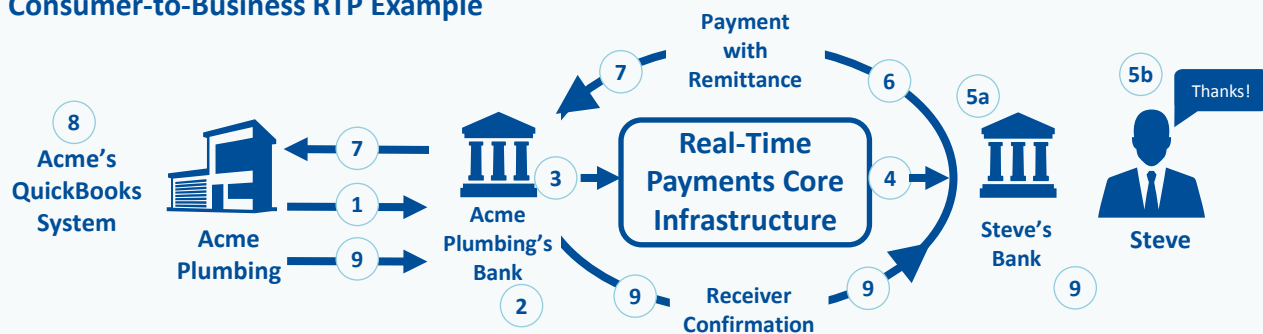 Consumer-to-Business RTP Example
Payment
with
Remittance
7
6
5a
5b
Thanks!
8
Acme's
QuickBooks
System
7
1
9
Acme
Plumbing
3
Acme
Plumbing's
Bank
2
Real-Time
Payments Core
Infrastructure
4
Steve's
Bank
9
Steve
9
Receiver
Confirmation
9